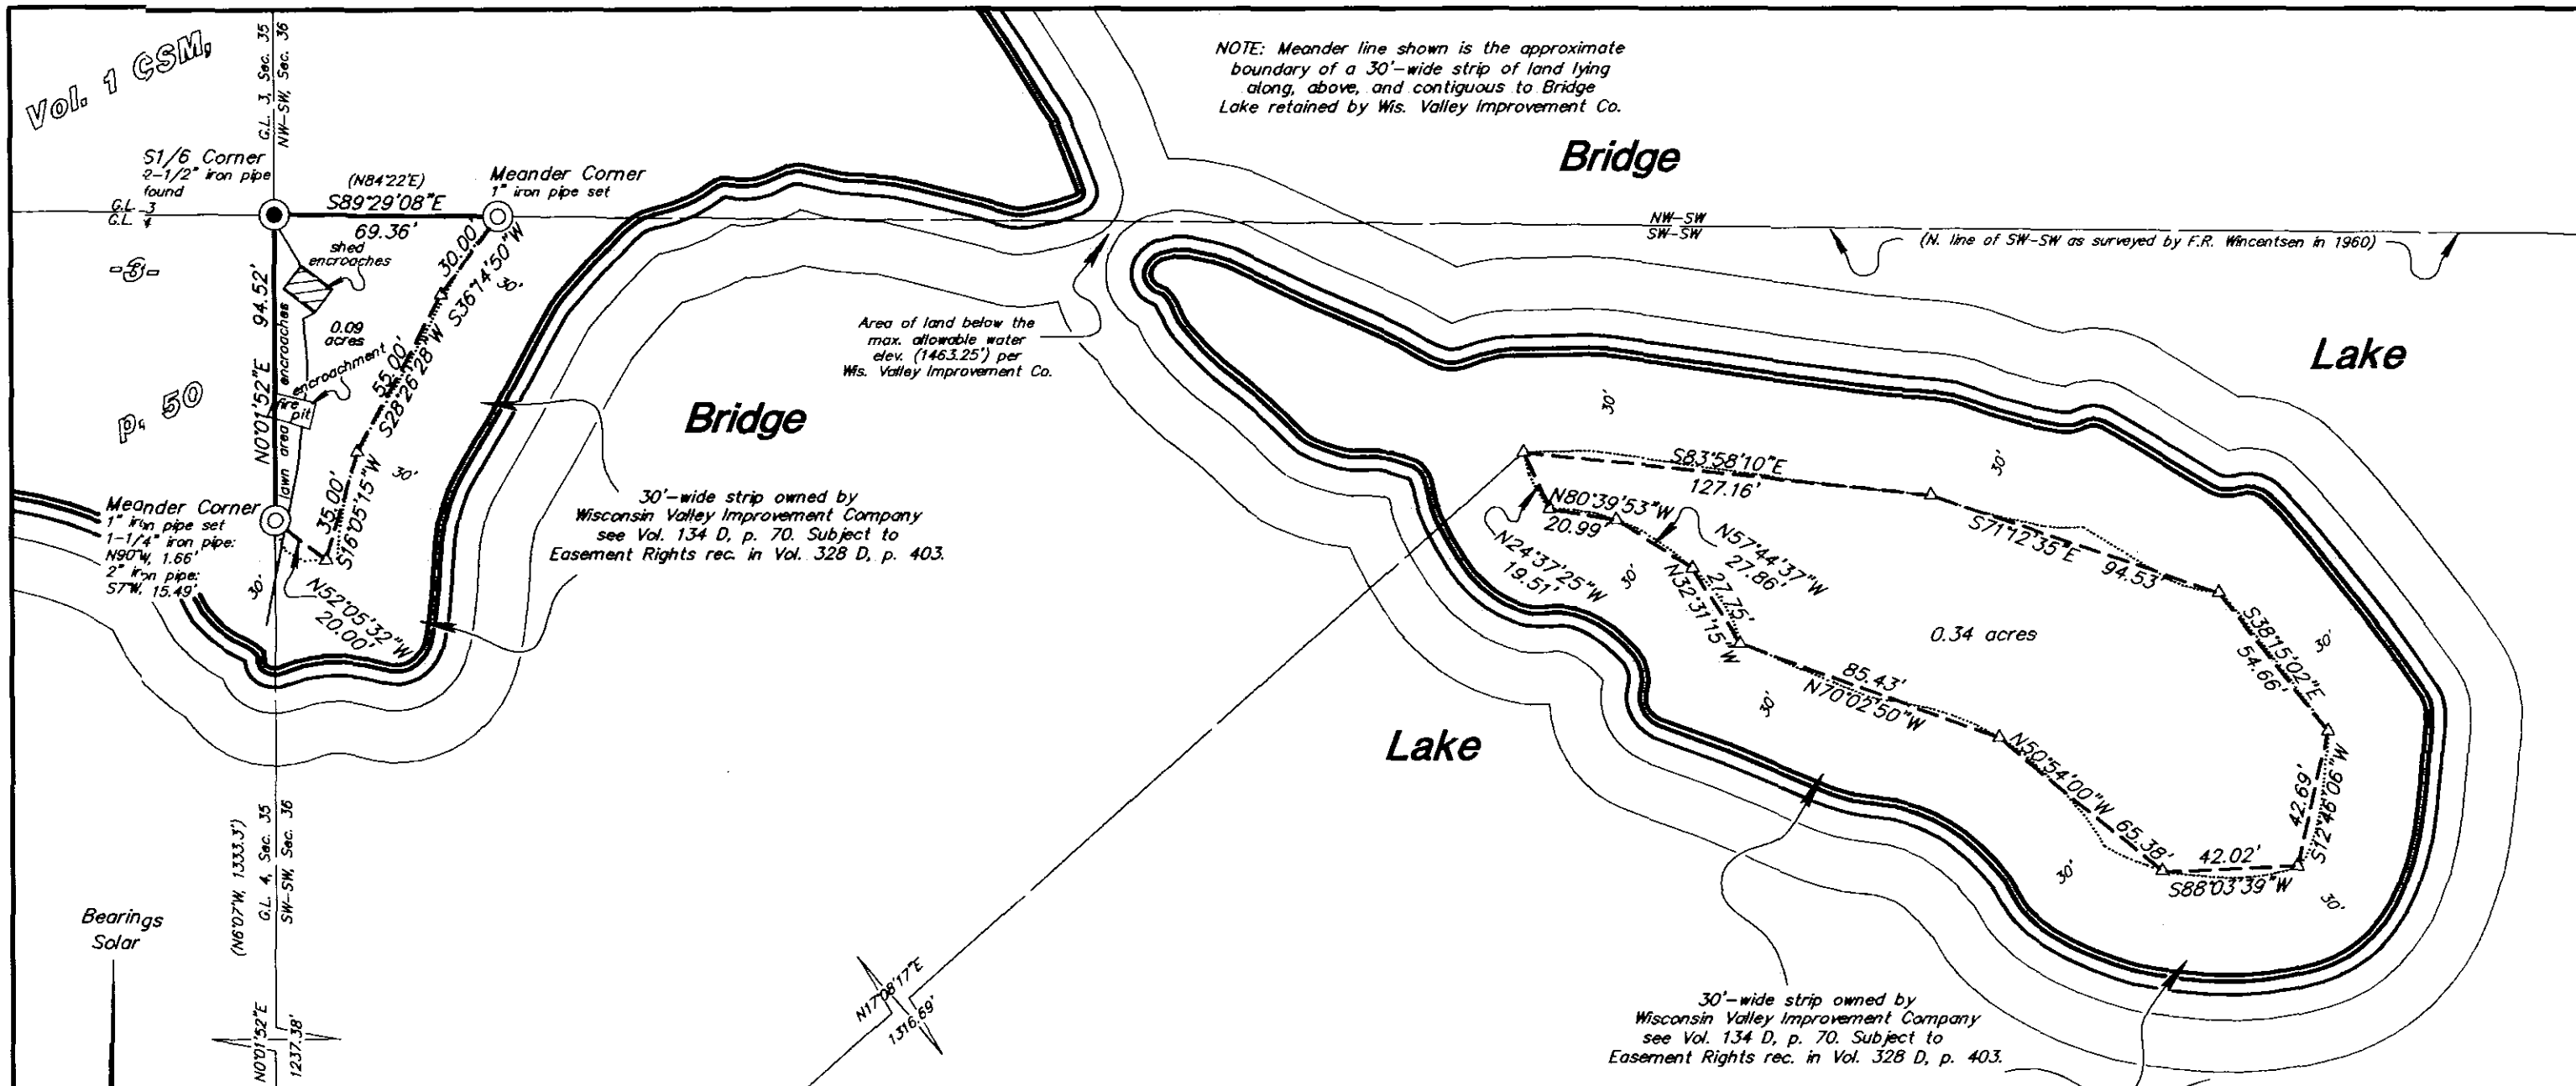 Vol. 1 CSM,
G.L. 3, Sec. 35
NW-SW, Sec. 36
NOTE: Meander line shown is the approximate
boundary of a 30'-wide strip of land lying
along, above, and contiguous to Bridge
Lake retained by Wis. Valley Improvement Co.
Bridge
S1/6 Corner
2-1/2" iron pipe
found
(N84°22'E)
S89°29'08"E
69.36'
Meander Corner
1" iron pipe set
G.L. 3
G.L. 4
NW-SW
SW-SW
(N. line of SW-SW as surveyed by F.R. Wincentsen in 1960)
-3-
shed
encroaches
30.00'
S36°14'50"W
30'
N0°01'52"E 94.52'
0.09
acres
lawn area encroaches
encroachment
fire
pit
55.00'
S28°26'28"W
Area of land below the
max. allowable water
elev. (1463.25') per
Wis. Valley Improvement Co.
Lake
p. 50
Bridge
30'
30'
S83°58'10"E
127.16'
30'
35.00'
S16°05'15"W
30'-wide strip owned by
Wisconsin Valley Improvement Company
see Vol. 134 D, p. 70. Subject to
Easement Rights rec. in Vol. 328 D, p. 403.
Meander Corner
1" iron pipe set
1-1/4" iron pipe:
N90°W, 1.66'
2" iron pipe:
S7°W, 15.49'
30'
N52°05'32"W
20.00'
N80°39'53"W
20.99
N24°37'25"W
19.51'
N57°44'37"W
27.86'
30'
27.75'
N32°31'15"W
S71°12'35"E
94.53'
0.34 acres
S38°15'02"E
54.66'
30'
85.43'
N70°02'50"W
30'
Lake
N50°54'00"W 65.38'
42.69'
S12°46'06"W
42.02'
S88°03'39"W
30'
30'
(N6°07'W, 1333.3')
G.L. 4, Sec. 35
SW-SW, Sec. 36
Bearings
Solar
N0°01'52"E
1237.38'
N17°08'17"E
1316.69'
30'-wide strip owned by
Wisconsin Valley Improvement Company
see Vol. 134 D, p. 70. Subject to
Easement Rights rec. in Vol. 328 D, p. 403.